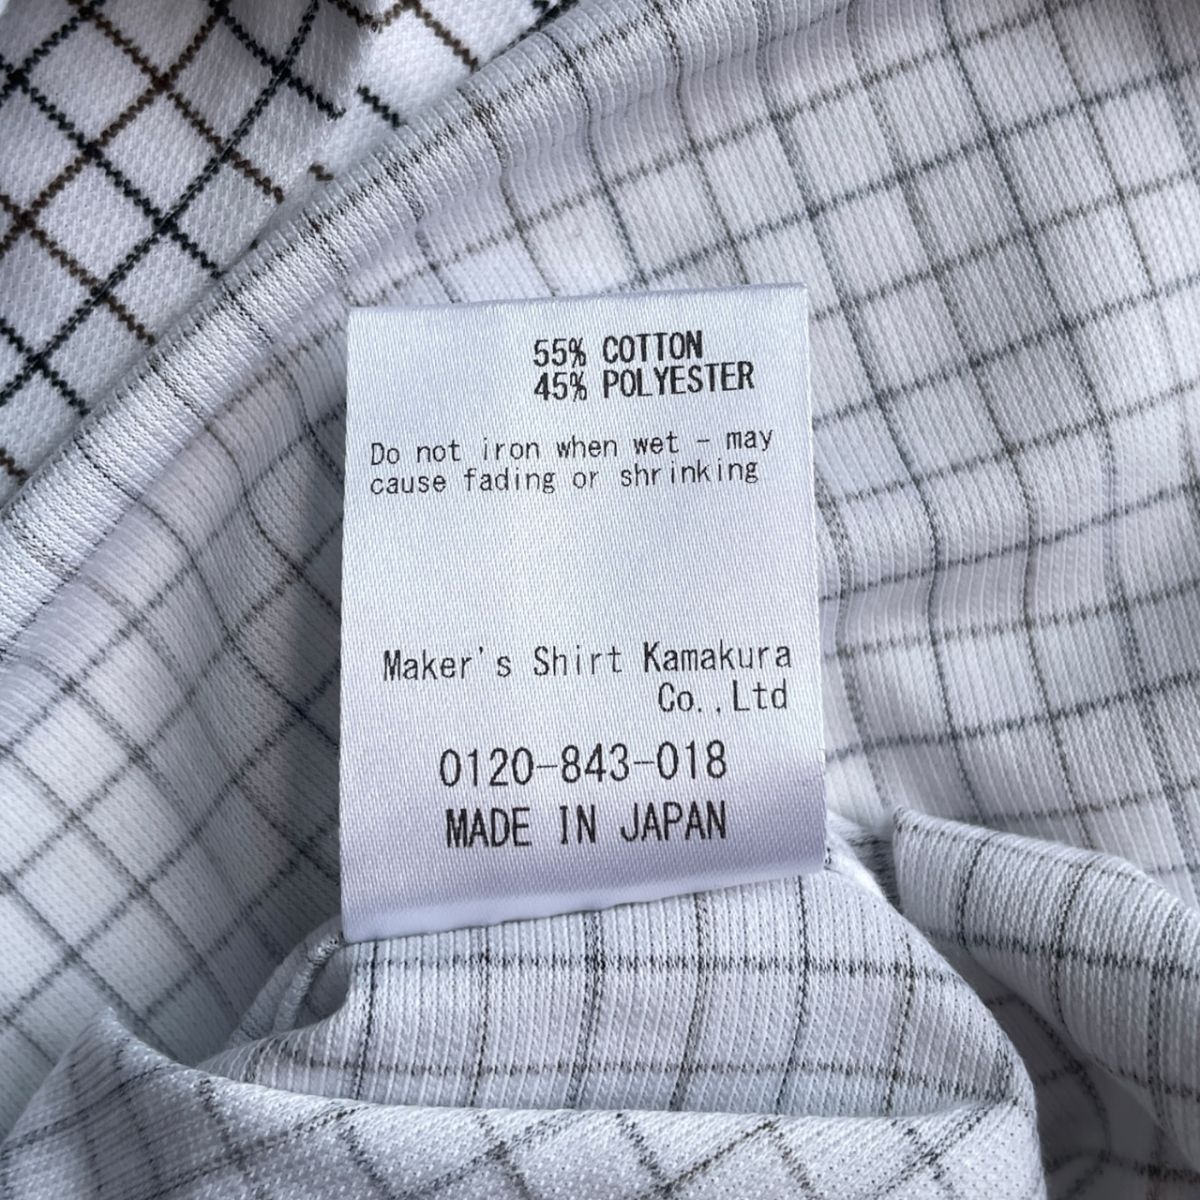 55% COTTON
45% POLYESTER
Do not iron when wet - may
cause fading or shrinking
Maker's Shirt Kamakura
Co.,Ltd
0120-843-018
MADE IN JAPAN